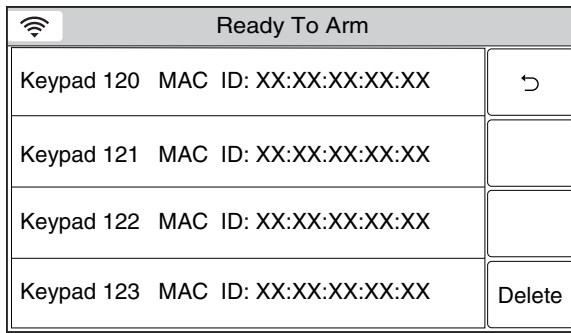 Ready To Arm
Keypad 120 MAC ID: XX:XX:XX:XX:XX
Keypad 121 MAC ID: XX:XX:XX:XX:XX
Keypad 122 MAC ID: XX:XX:XX:XX:XX
Keypad 123 MAC ID: XX:XX:XX:XX:XX
Delete